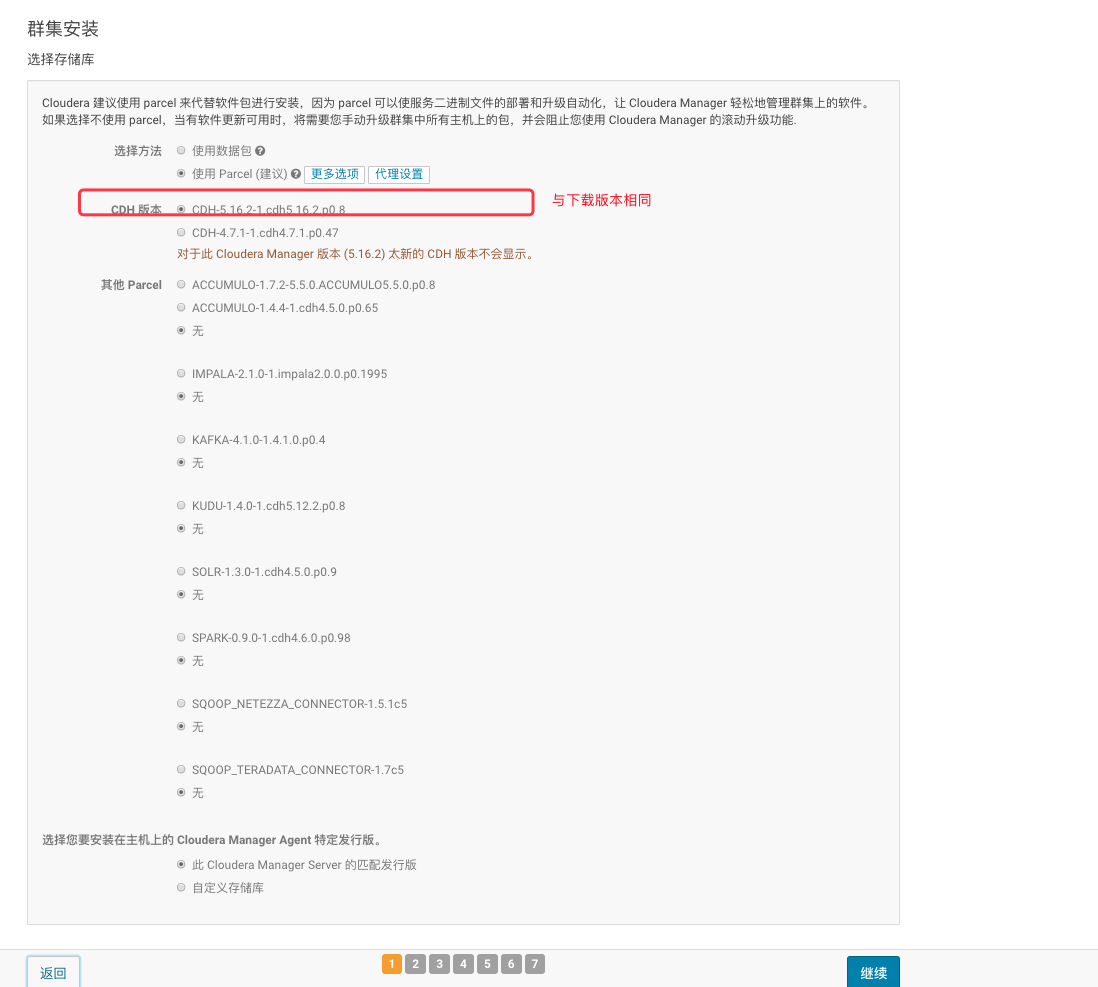 群集安装
选择存储库
Cloudera 建议使用 parcel 来代替软件包进行安装，因为 parcel 可以使服务二进制文件的部署和升级自动化，让 Cloudera Manager 轻松地管理群集上的软件。
如果选择不使用 parcel，当有软件更新可用时，将需要您手动升级群集中所有主机上的包，并会阻止您使用 Cloudera Manager 的滚动升级功能.
选择方法 使用数据包
使用 Parcel (建议) 更多选项 代理设置
CDH 版本 CDH-5.16.2-1.cdh5.16.2.p0.8 与下载版本相同
CDH-4.7.1-1.cdh4.7.1.p0.47
对于此 Cloudera Manager 版本 (5.16.2) 太新的 CDH 版本不会显示。
其他 Parcel ACCUMULO-1.7.2-5.5.0.ACCUMULO5.5.0.p0.8
ACCUMULO-1.4.4-1.cdh4.5.0.p0.65
无
IMPALA-2.1.0-1.impala2.0.0.p0.1995
无
KAFKA-4.1.0-1.4.1.0.p0.4
无
KUDU-1.4.0-1.cdh5.12.2.p0.8
无
SOLR-1.3.0-1.cdh4.5.0.p0.9
无
SPARK-0.9.0-1.cdh4.6.0.p0.98
无
SQOOP_NETEZZA_CONNECTOR-1.5.1c5
无
SQOOP_TERADATA_CONNECTOR-1.7c5
无
选择您要安装在主机上的 Cloudera Manager Agent 特定发行版。
此 Cloudera Manager Server 的匹配发行版
自定义存储库
返回 1 2 3 4 5 6 7 继续